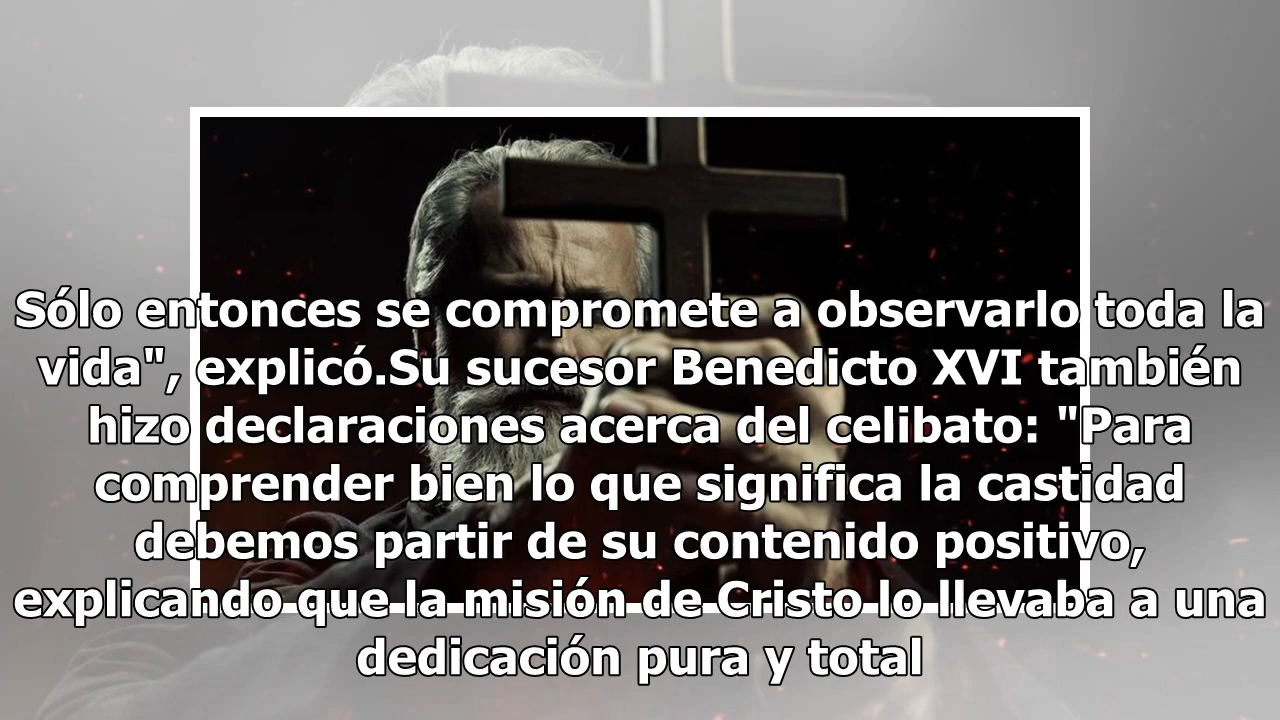 Sólo entonces se compromete a observarlo toda la
vida", explicó.Su sucesor Benedicto XVI también
hizo declaraciones acerca del celibato: "Para
comprender bien lo que significa la castidad
debemos partir de su contenido positivo,
explicando que la misión de Cristo lo llevaba a una
dedicación pura y total